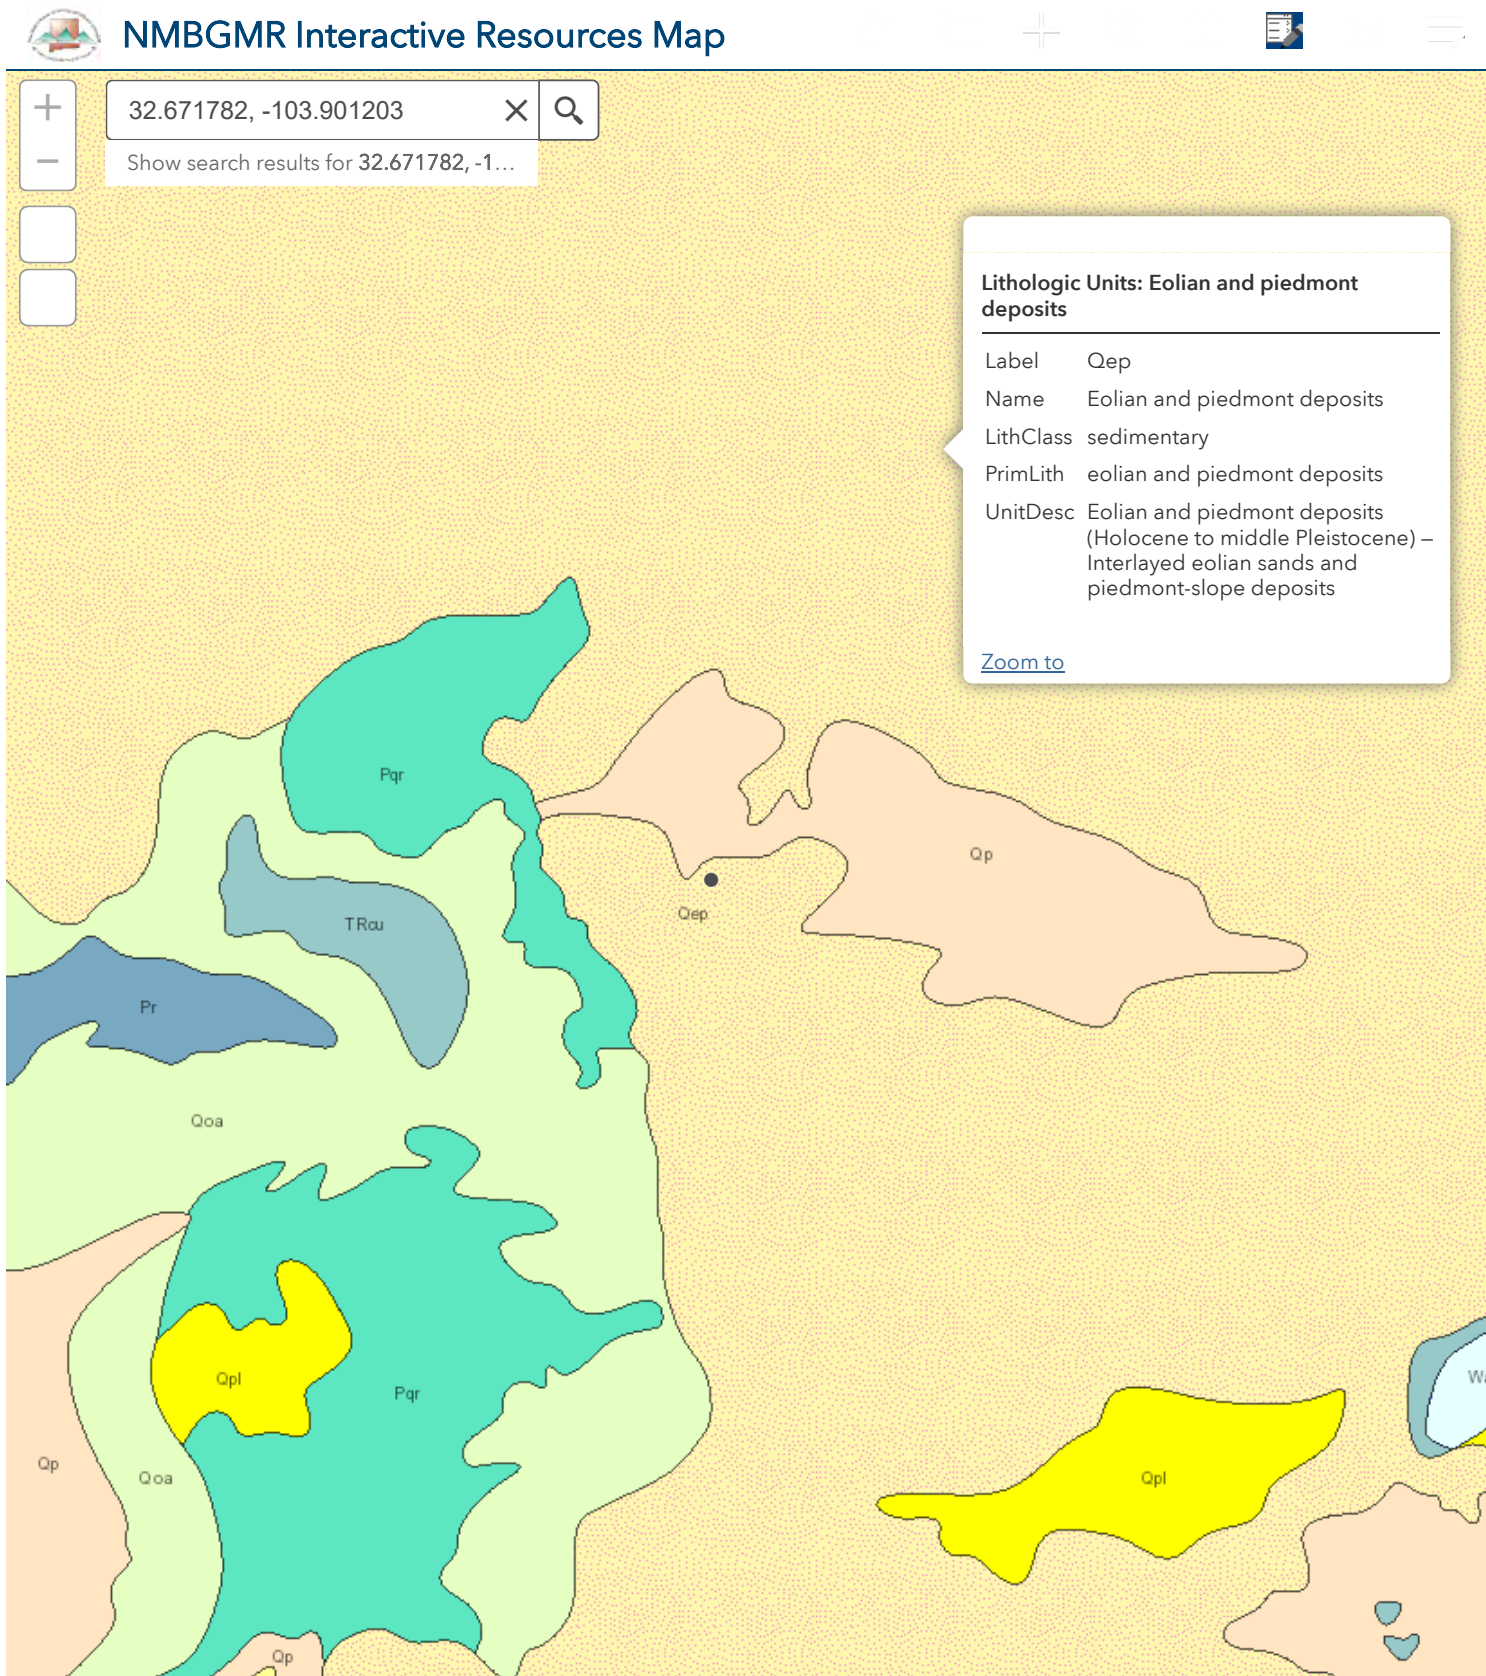 NMBGMR Interactive Resources Map
32.671782, -103.901203
Show search results for 32.671782, -1...
Lithologic Units: Eolian and piedmont
deposits
Label Qep
Name Eolian and piedmont deposits
LithClass sedimentary
PrimLith eolian and piedmont deposits
UnitDesc Eolian and piedmont deposits
(Holocene to middle Pleistocene) –
Interlayed eolian sands and
piedmont-slope deposits
Zoom to
Pqr
Qp
Qep
TRcu
Pr
Qoa
Qpl
Pqr
Qp
Qoa
Qpl
Qp